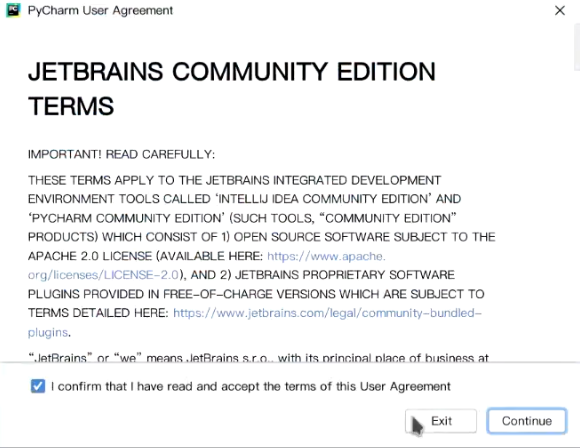 PyCharm User Agreement
JETBRAINS COMMUNITY EDITION
TERMS
IMPORTANT! READ CAREFULLY:
THESE TERMS APPLY TO THE JETBRAINS INTEGRATED DEVELOPMENT
ENVIRONMENT TOOLS CALLED ‘INTELLIJ IDEA COMMUNITY EDITION’ AND
‘PYCHARM COMMUNITY EDITION’ (SUCH TOOLS, “COMMUNITY EDITION”
PRODUCTS) WHICH CONSIST OF 1) OPEN SOURCE SOFTWARE SUBJECT TO THE
APACHE 2.0 LICENSE (AVAILABLE HERE: https://www.apache.
org/licenses/LICENSE-2.0), AND 2) JETBRAINS PROPRIETARY SOFTWARE
PLUGINS PROVIDED IN FREE-OF-CHARGE VERSIONS WHICH ARE SUBJECT TO
TERMS DETAILED HERE: https://www.jetbrains.com/legal/community-bundled-
plugins.
“JetBrains” or “we” means JetBrains s.r.o., with its principal place of business at
I confirm that I have read and accept the terms of this User Agreement
Exit
Continue